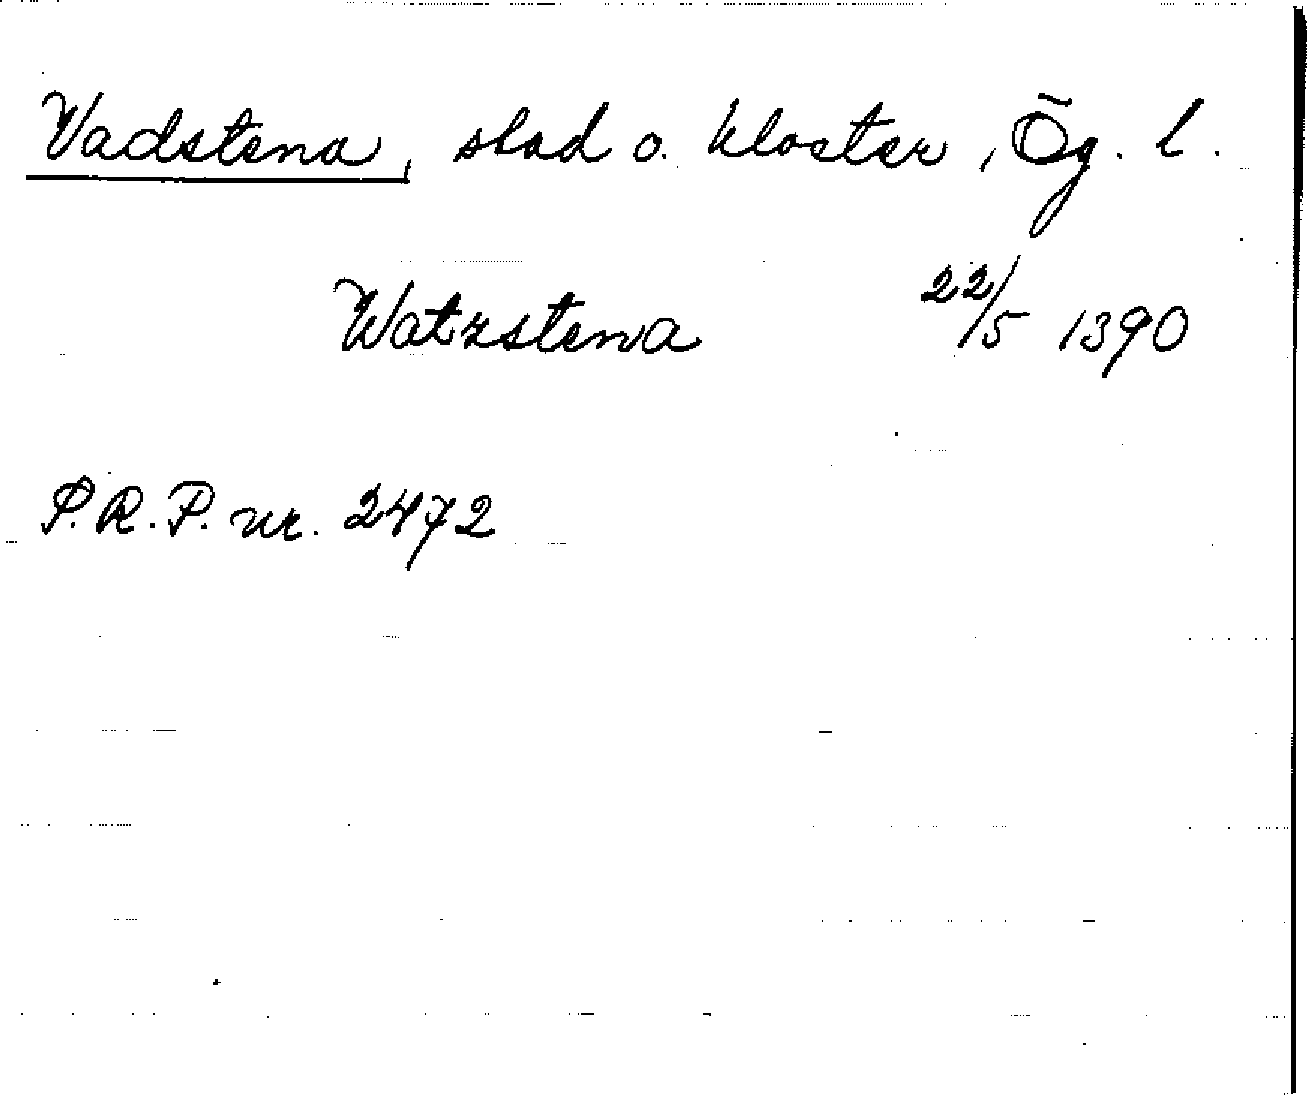 Vadstena, stad o. kloster, Ög. l.
Watzstena 22/5 1390
P.R.P. nr. 2472